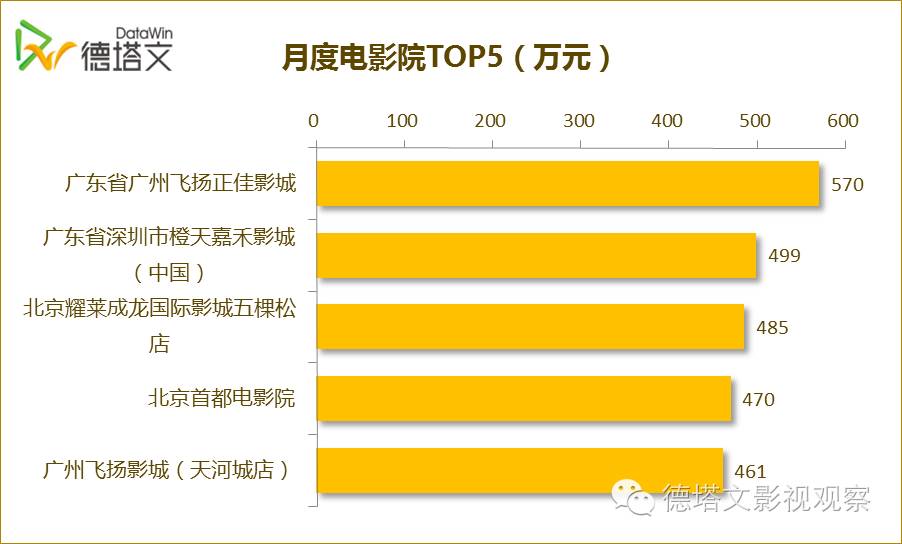 DataWin
德塔文
月度电影院TOP5（万元）
0 100 200 300 400 500 600
广东省广州飞扬正佳影城 570
广东省深圳市橙天嘉禾影城
（中国） 499
北京耀莱成龙国际影城五棵松
店 485
北京首都电影院 470
广州飞扬影城（天河城店） 461
德塔文影视观察